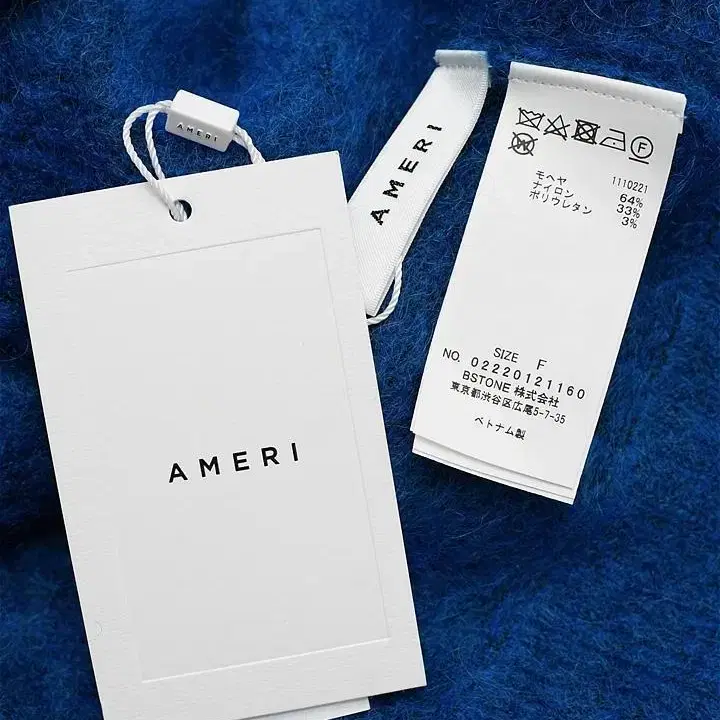 AMERI
AMERI
AMERI
F
W
1110221
モヘヤ 64%
ナイロン 33%
ポリウレタン 3%
SIZE F
NO. 02220121160
BSTONE 株式会社
東京都渋谷区広尾5-7-35
ベトナム製